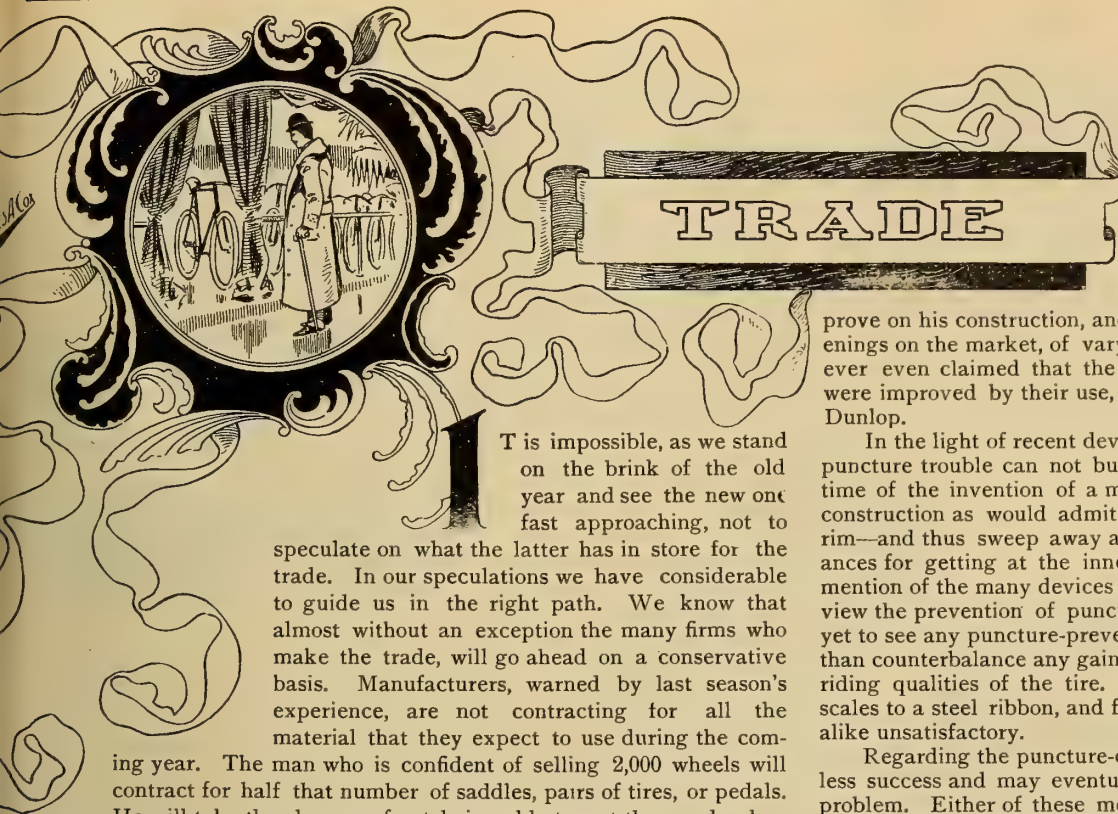 TRADE
IT is impossible, as we stand
on the brink of the old
year and see the new one
fast approaching, not to
speculate on what the latter has in store for the
trade. In our speculations we have considerable
to guide us in the right path. We know that
almost without an exception the many firms who
make the trade, will go ahead on a conservative
basis. Manufacturers, warned by last season's
experience, are not contracting for all the
material that they expect to use during the com-
ing year. The man who is confident of selling 2,000 wheels will
contract for half that number of saddles, pairs of tires, or pedals.
prove on his construction, an
enings on the market, of var
ever even claimed that the
were improved by their use,
Dunlop.
In the light of recent dev
puncture trouble can not bu
time of the invention of a m
construction as would admit
rim—and thus sweep away a
ances for getting at the inn
mention of the many devices
view the prevention of punc
yet to see any puncture-preve
than counterbalance any gain
riding qualities of the tire.
scales to a steel ribbon, and f
alike unsatisfactory.
Regarding the puncture-
less success and may eventu
problem. Either of these m